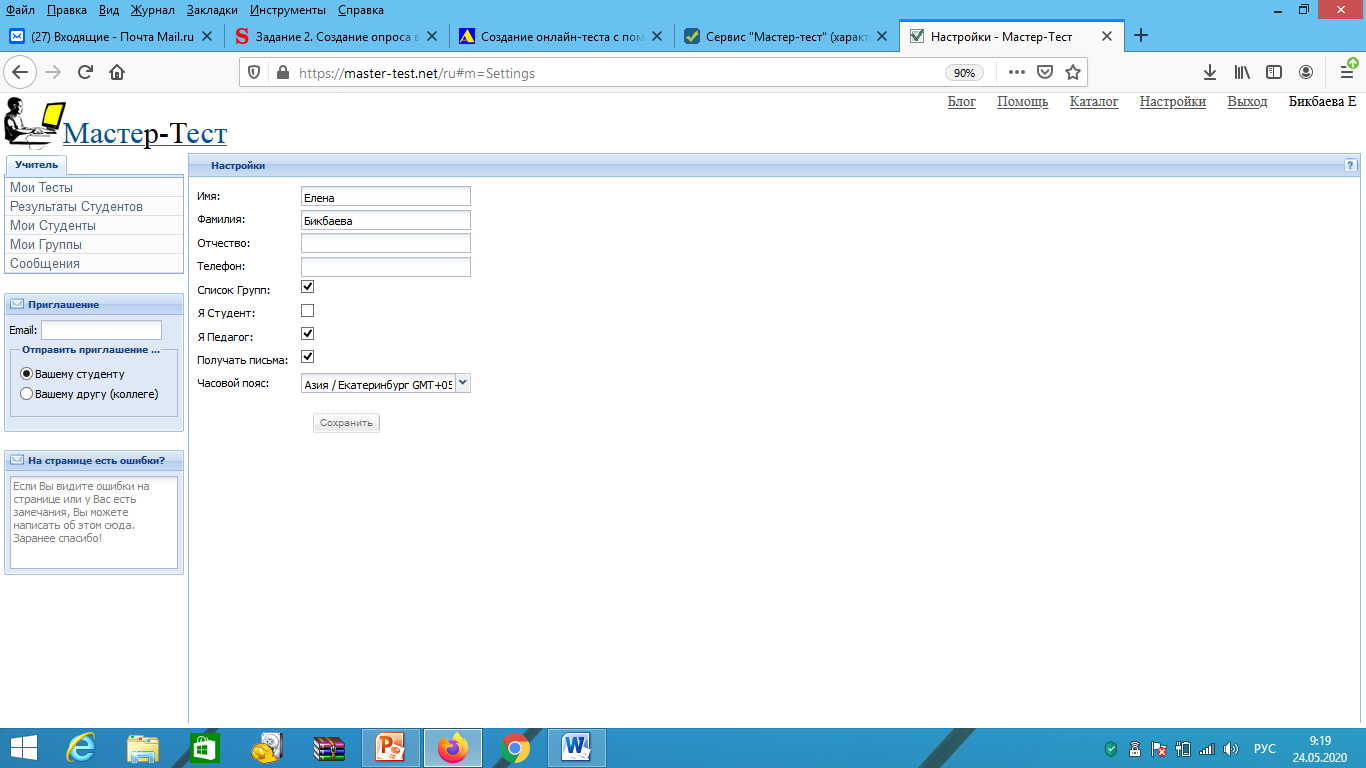 Файл Правка Вид Журнал Закладки Инструменты Справка
(27) Входящие - Почта Mail.ru
Задание 2. Создание опроса в
Создание онлайн-теста с пом
Сервис "Мастер-тест" (характ
Настройки - Мастер-Тест
https://master-test.net/ru#m=Settings
90%
Блог Помощь Каталог Настройки Выход Бикбаева Е
Мастер-Тест
Учитель
Мои Тесты
Результаты Студентов
Мои Студенты
Мои Группы
Сообщения
Приглашение
Email:
Отправить приглашение ...
Вашему студенту
Вашему другу (коллеге)
На странице есть ошибки?
Если Вы видите ошибки на
странице или у Вас есть
замечания, Вы можете
написать об этом сюда.
Заранее спасибо!
Настройки
Имя: Елена
Фамилия: Бикбаева
Отчество:
Телефон:
Список Групп:
Я Студент:
Я Педагог:
Получать письма:
Часовой пояс: Азия / Екатеринбург GMT+05
Сохранить
РУС
9:19
24.05.2020